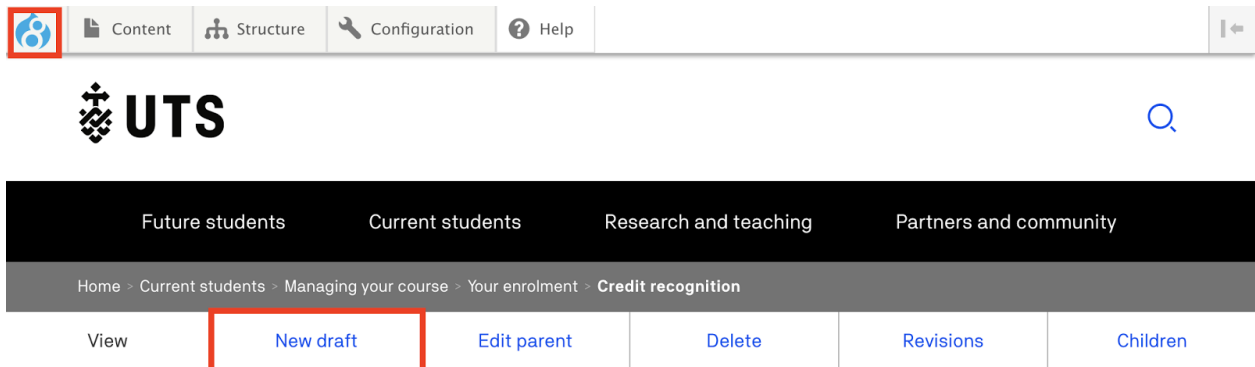 Content Structure Configuration Help
UTS
Future students Current students Research and teaching Partners and community
Home > Current students > Managing your course > Your enrolment > Credit recognition
View New draft Edit parent Delete Revisions Children